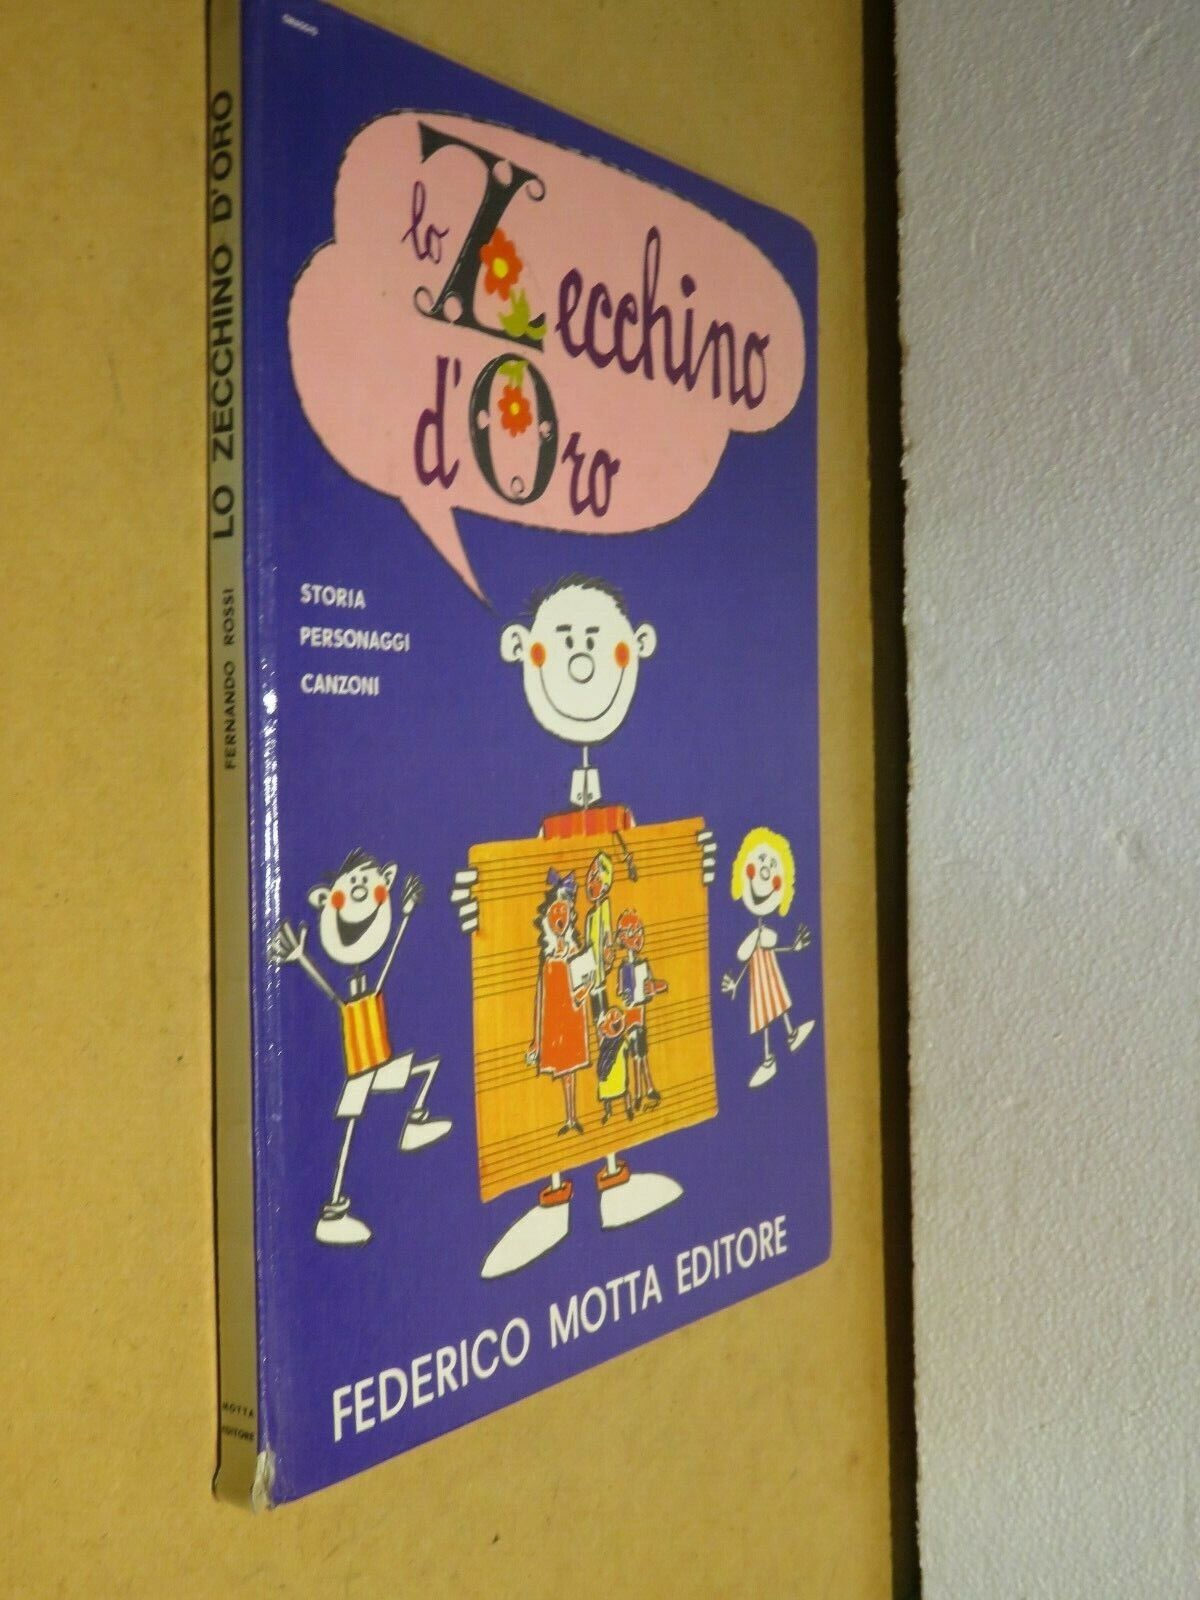 lo Zecchino
d'Oro
STORIA
PERSONAGGI
CANZONI
FEDERICO MOTTA EDITORE
FERNANDO ROSSI LO ZECCHINO D'ORO
MOTTA
EDITORE